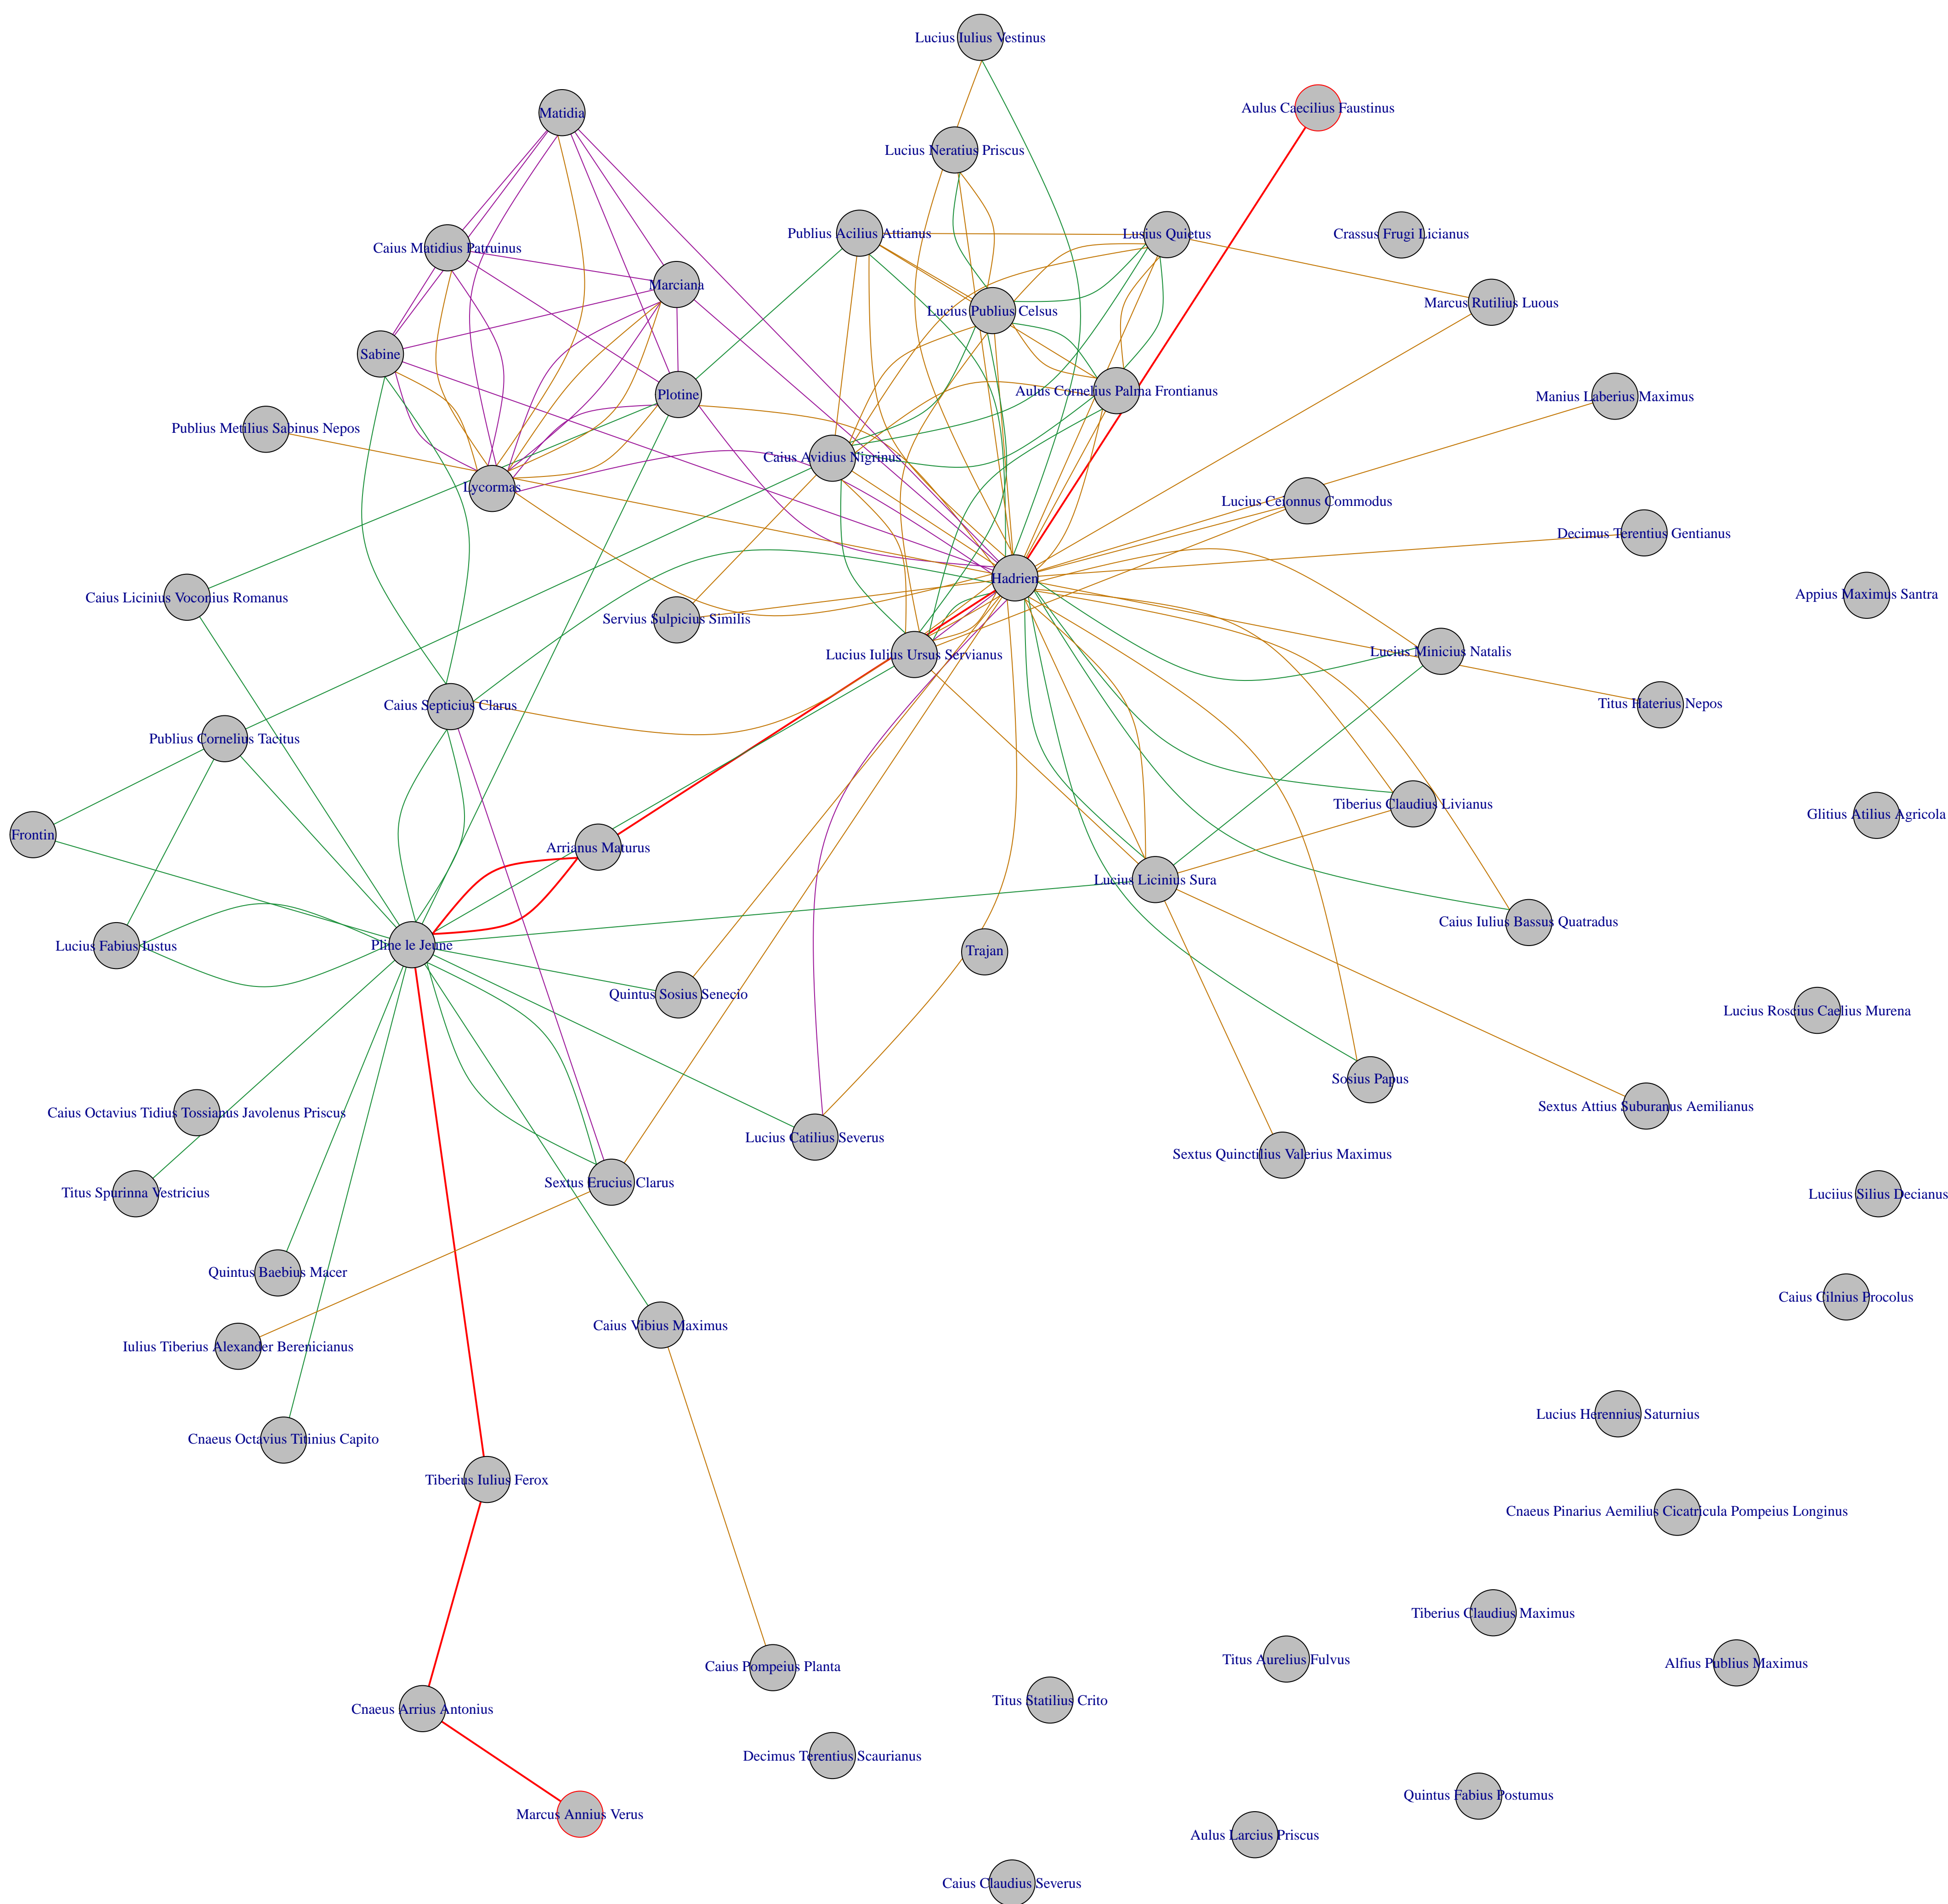 Lucius Iulius Vestinus
Aulus Caecilius Faustinus
Matidia
Lucius Neratius Priscus
Publius Acilius Attianus
Lusius Quietus
Crassus Frugi Licianus
Caius Matidius Patruinus
Marciana
Marcus Rutilius Luous
Lucius Publius Celsus
Sabine
Plotine
Aulus Cornelius Palma Frontianus
Manius Laberius Maximus
Publius Metilius Sabinus Nepos
Caius Avidius Nigrinus
Lycormas
Lucius Ceionnus Commodus
Decimus Terentius Gentianus
Hadrien
Caius Licinius Voconius Romanus
Appius Maximus Santra
Servius Sulpicius Similis
Lucius Iulius Ursus Servianus
Lucius Minicius Natalis
Caius Septicius Clarus
Titus Haterius Nepos
Publius Cornelius Tacitus
Tiberius Claudius Livianus
Glitius Atilius Agricola
Frontin
Arrianus Maturus
Lucius Licinius Sura
Caius Iulius Bassus Quatradus
Lucius Fabius Iustus
Pline le Jeune
Trajan
Quintus Sosius Senecio
Lucius Roscius Caelius Murena
Sosius Papus
Caius Octavius Tidius Tossianus Javolenus Priscus
Sextus Attius Suburanus Aemilianus
Lucius Catilius Severus
Sextus Quinctilius Valerius Maximus
Sextus Erucius Clarus
Titus Spurinna Vestricius
Luciius Silius Decianus
Quintus Baebius Macer
Caius Cilnius Procolus
Caius Vibius Maximus
Iulius Tiberius Alexander Berenicianus
Lucius Herennius Saturnius
Cnaeus Octavius Titinius Capito
Tiberius Iulius Ferox
Cnaeus Pinarius Aemilius Cicatricula Pompeius Longinus
Tiberius Claudius Maximus
Titus Aurelius Fulvus
Alfius Publius Maximus
Caius Pompeius Planta
Titus Statilius Crito
Cnaeus Arrius Antonius
Decimus Terentius Scaurianus
Quintus Fabius Postumus
Marcus Annius Verus
Aulus Larcius Priscus
Caius Claudius Severus